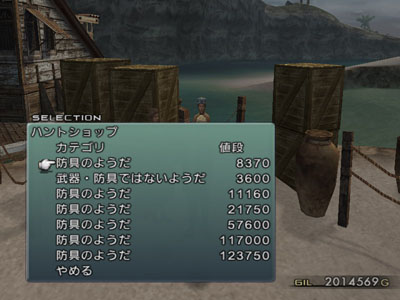 SELECTION
ハントショップ
カテゴリ 値段
防具のようだ 8370
武器・防具ではないようだ 3600
防具のようだ 11160
防具のようだ 21750
防具のようだ 57600
防具のようだ 117000
防具のようだ 123750
やめる
GIL 2014569G